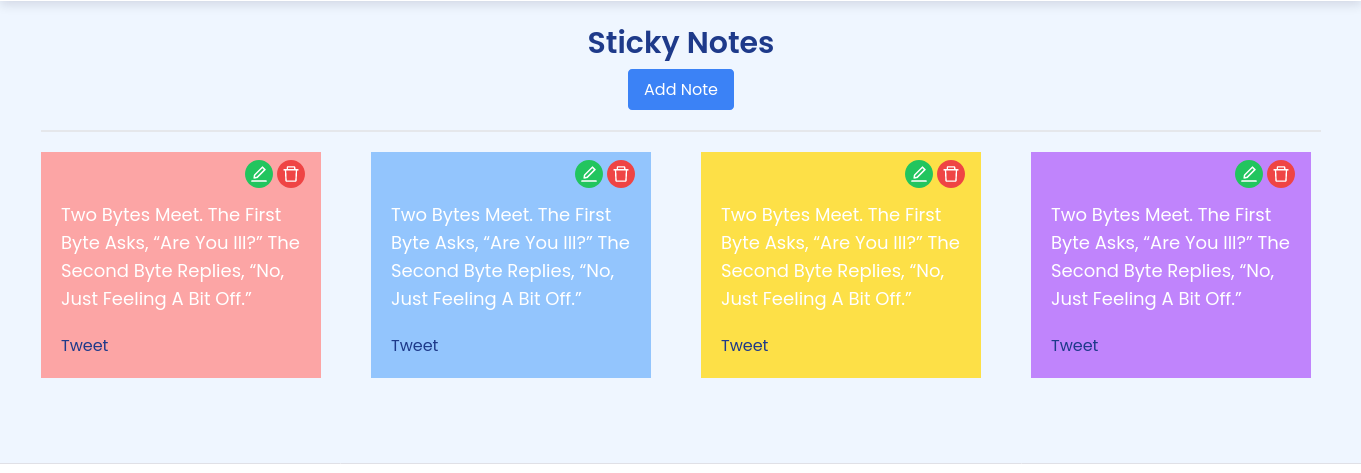 Sticky Notes
Add Note
Two Bytes Meet. The First
Byte Asks, “Are You Ill?” The
Second Byte Replies, “No,
Just Feeling A Bit Off.”
Tweet
Two Bytes Meet. The First
Byte Asks, “Are You Ill?” The
Second Byte Replies, “No,
Just Feeling A Bit Off.”
Tweet
Two Bytes Meet. The First
Byte Asks, “Are You Ill?” The
Second Byte Replies, “No,
Just Feeling A Bit Off.”
Tweet
Two Bytes Meet. The First
Byte Asks, “Are You Ill?” The
Second Byte Replies, “No,
Just Feeling A Bit Off.”
Tweet